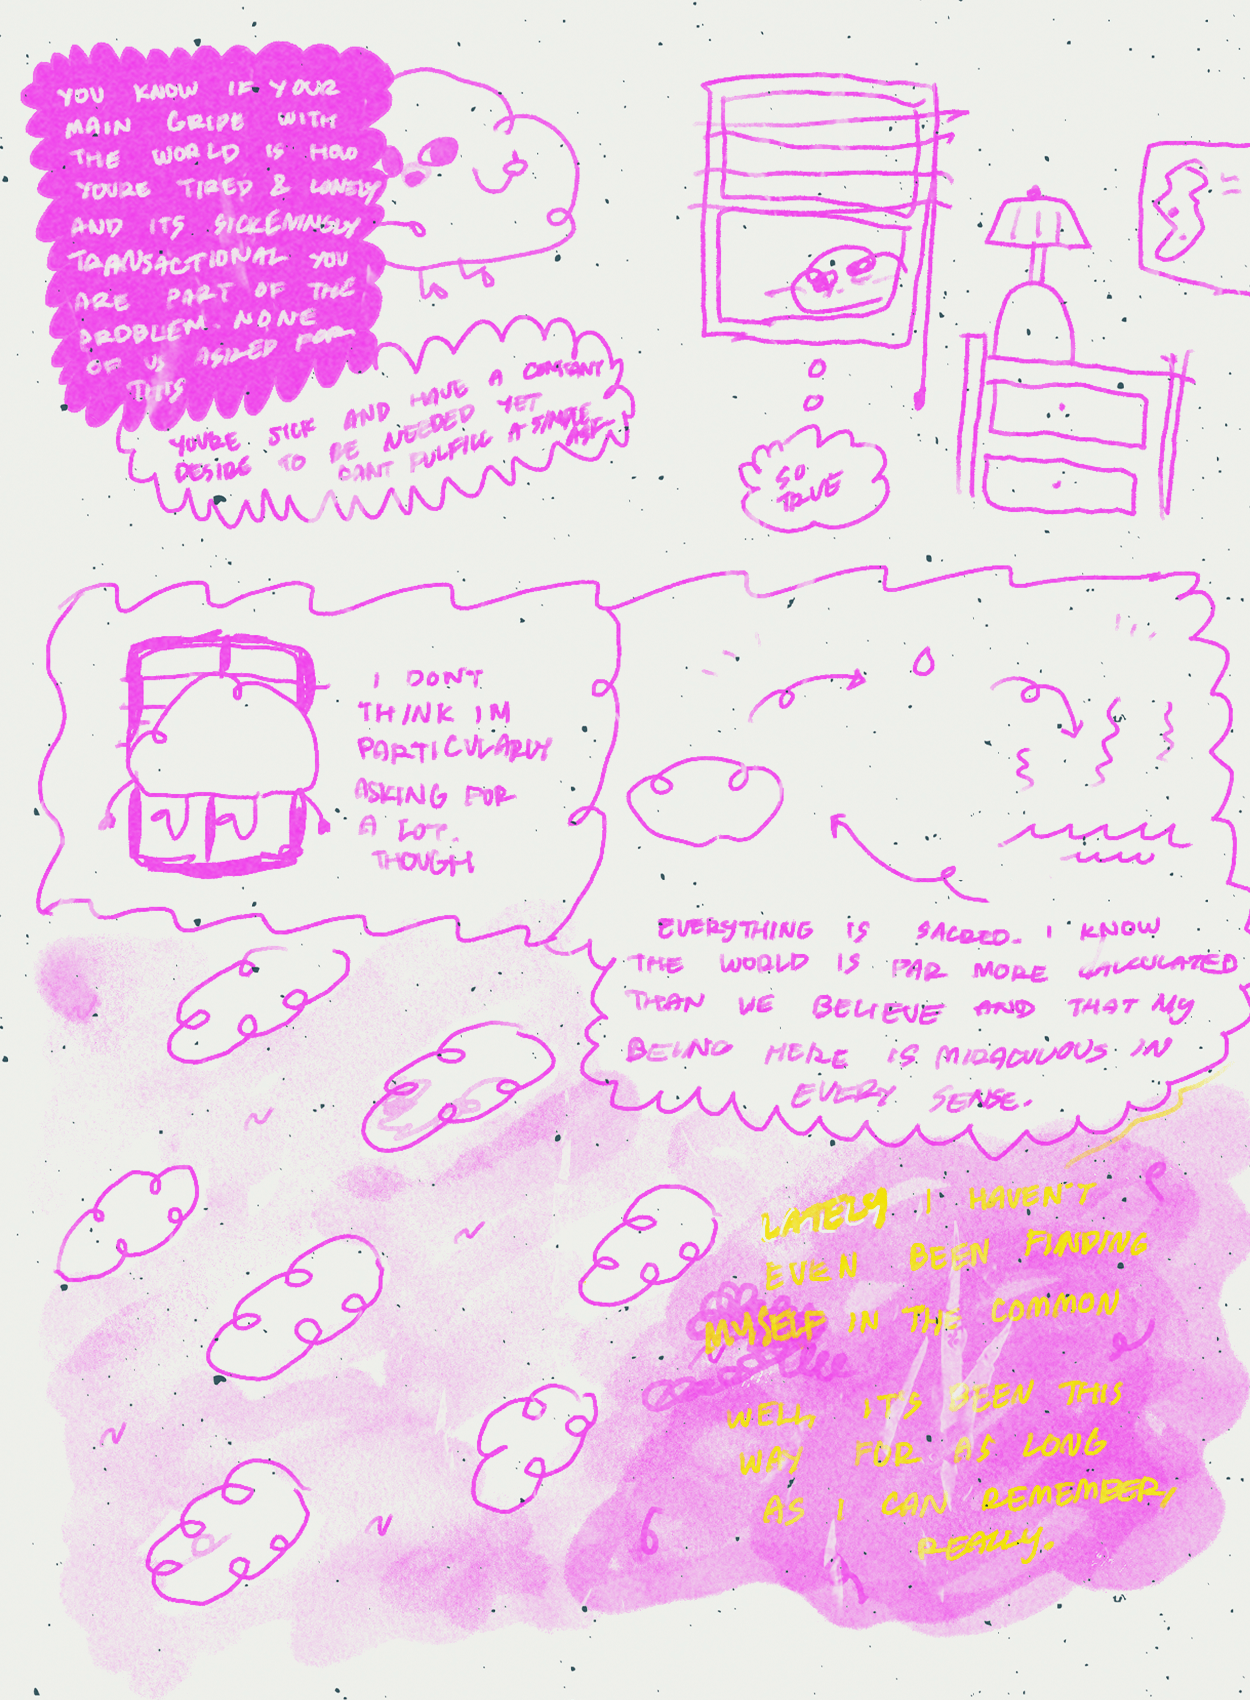 YOU KNOW IF YOUR
MAIN GRIPE WITH
THE WORLD IS HOW
YOURE TIRED & LONELY
AND ITS SICKENINGLY
TRANSACTIONAL YOU
ARE PART OF THE
PROBLEM. NONE
OF US ASKED FOR
THIS
YOURE SICK AND HAVE A CONSTANT
DESIRE TO BE NEEDED YET
CANT FULFILL A SIMPLE
ASK
SO
TRUE
I DONT
THINK IM
PARTICULARLY
ASKING FOR
A LOT.
THOUGH
EVERYTHING IS SACRED. I KNOW
THE WORLD IS FAR MORE CALCULATED
THAN WE BELIEVE AND THAT MY
BEING HERE IS MIRACULOUS IN
EVERY SENSE.
LATELY I HAVEN'T
EVEN BEEN FINDING
MYSELF IN THE COMMON
WELL, IT'S BEEN THIS
WAY FOR AS LONG
AS I CAN REMEMBER,
REALLY.